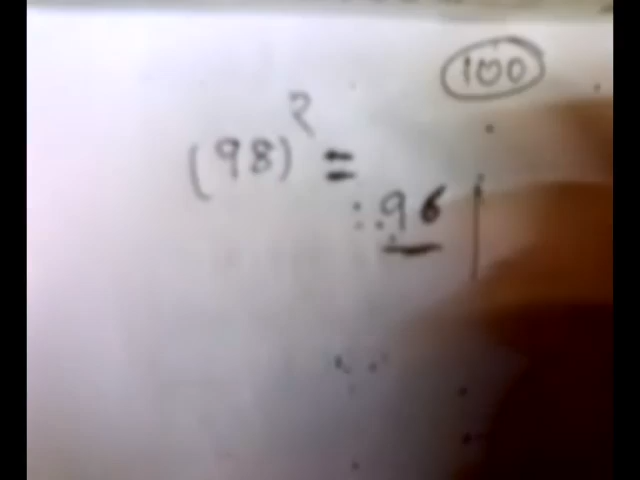 100
(98)² =
∴ 96 |